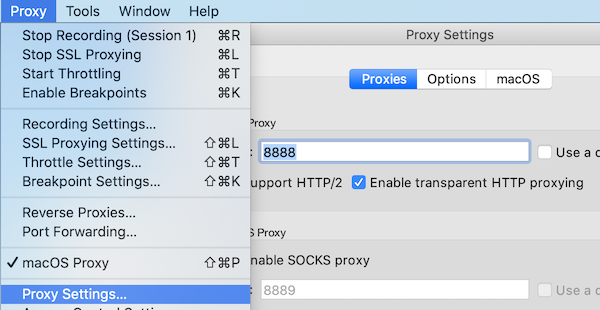 Proxy Tools Window Help
Stop Recording (Session 1) ⌘R
Stop SSL Proxying ⌘L
Start Throttling ⌘T
Enable Breakpoints ⌘K
Recording Settings...
SSL Proxying Settings... ⇧⌘L
Throttle Settings... ⇧⌘T
Breakpoint Settings... ⇧⌘K
Reverse Proxies...
Port Forwarding...
✓ macOS Proxy ⇧⌘P
Proxy Settings...
Proxy Settings
Proxies Options macOS
Proxy
: 8888 Use a
upport HTTP/2 Enable transparent HTTP proxying
S Proxy
nable SOCKS proxy
: 8889 Use a